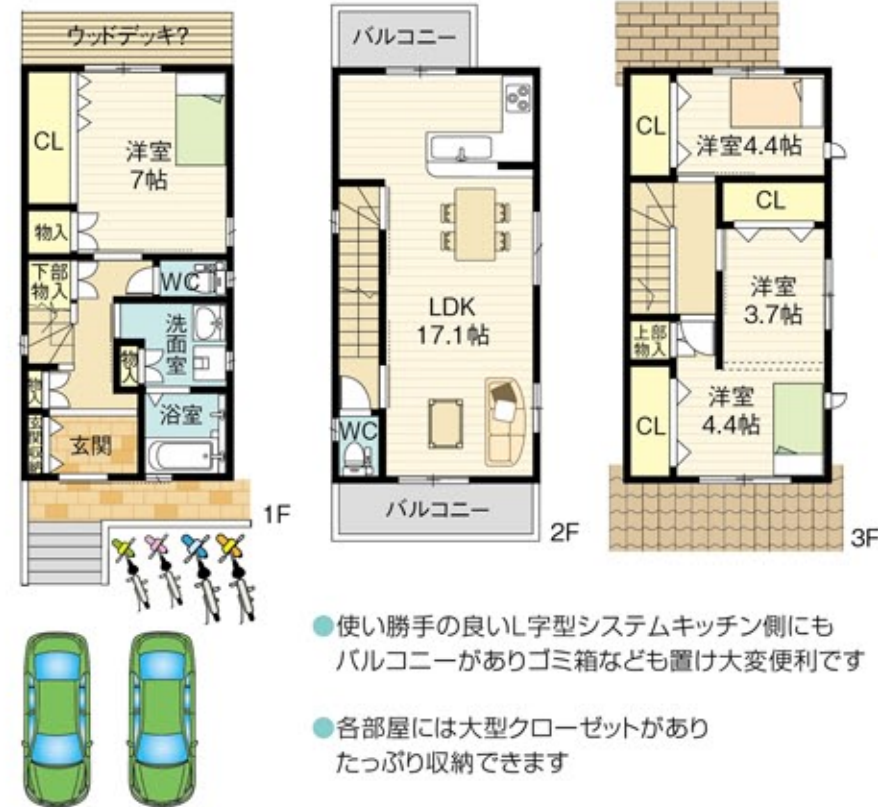 ウッドデッキ?
CL
洋室
7帖
物入
下部
物入
WC
洗面室
物入
物入
浴室
玄関収納
玄関
1F
バルコニー
LDK
17.1帖
WC
バルコニー
2F
CL
洋室4.4帖
CL
洋室
3.7帖
上部
物入
CL
洋室
4.4帖
3F
●使い勝手の良いL字型システムキッチン側にも
バルコニーがありゴミ箱なども置け大変便利です
●各部屋には大型クローゼットがあり
たっぷり収納できます